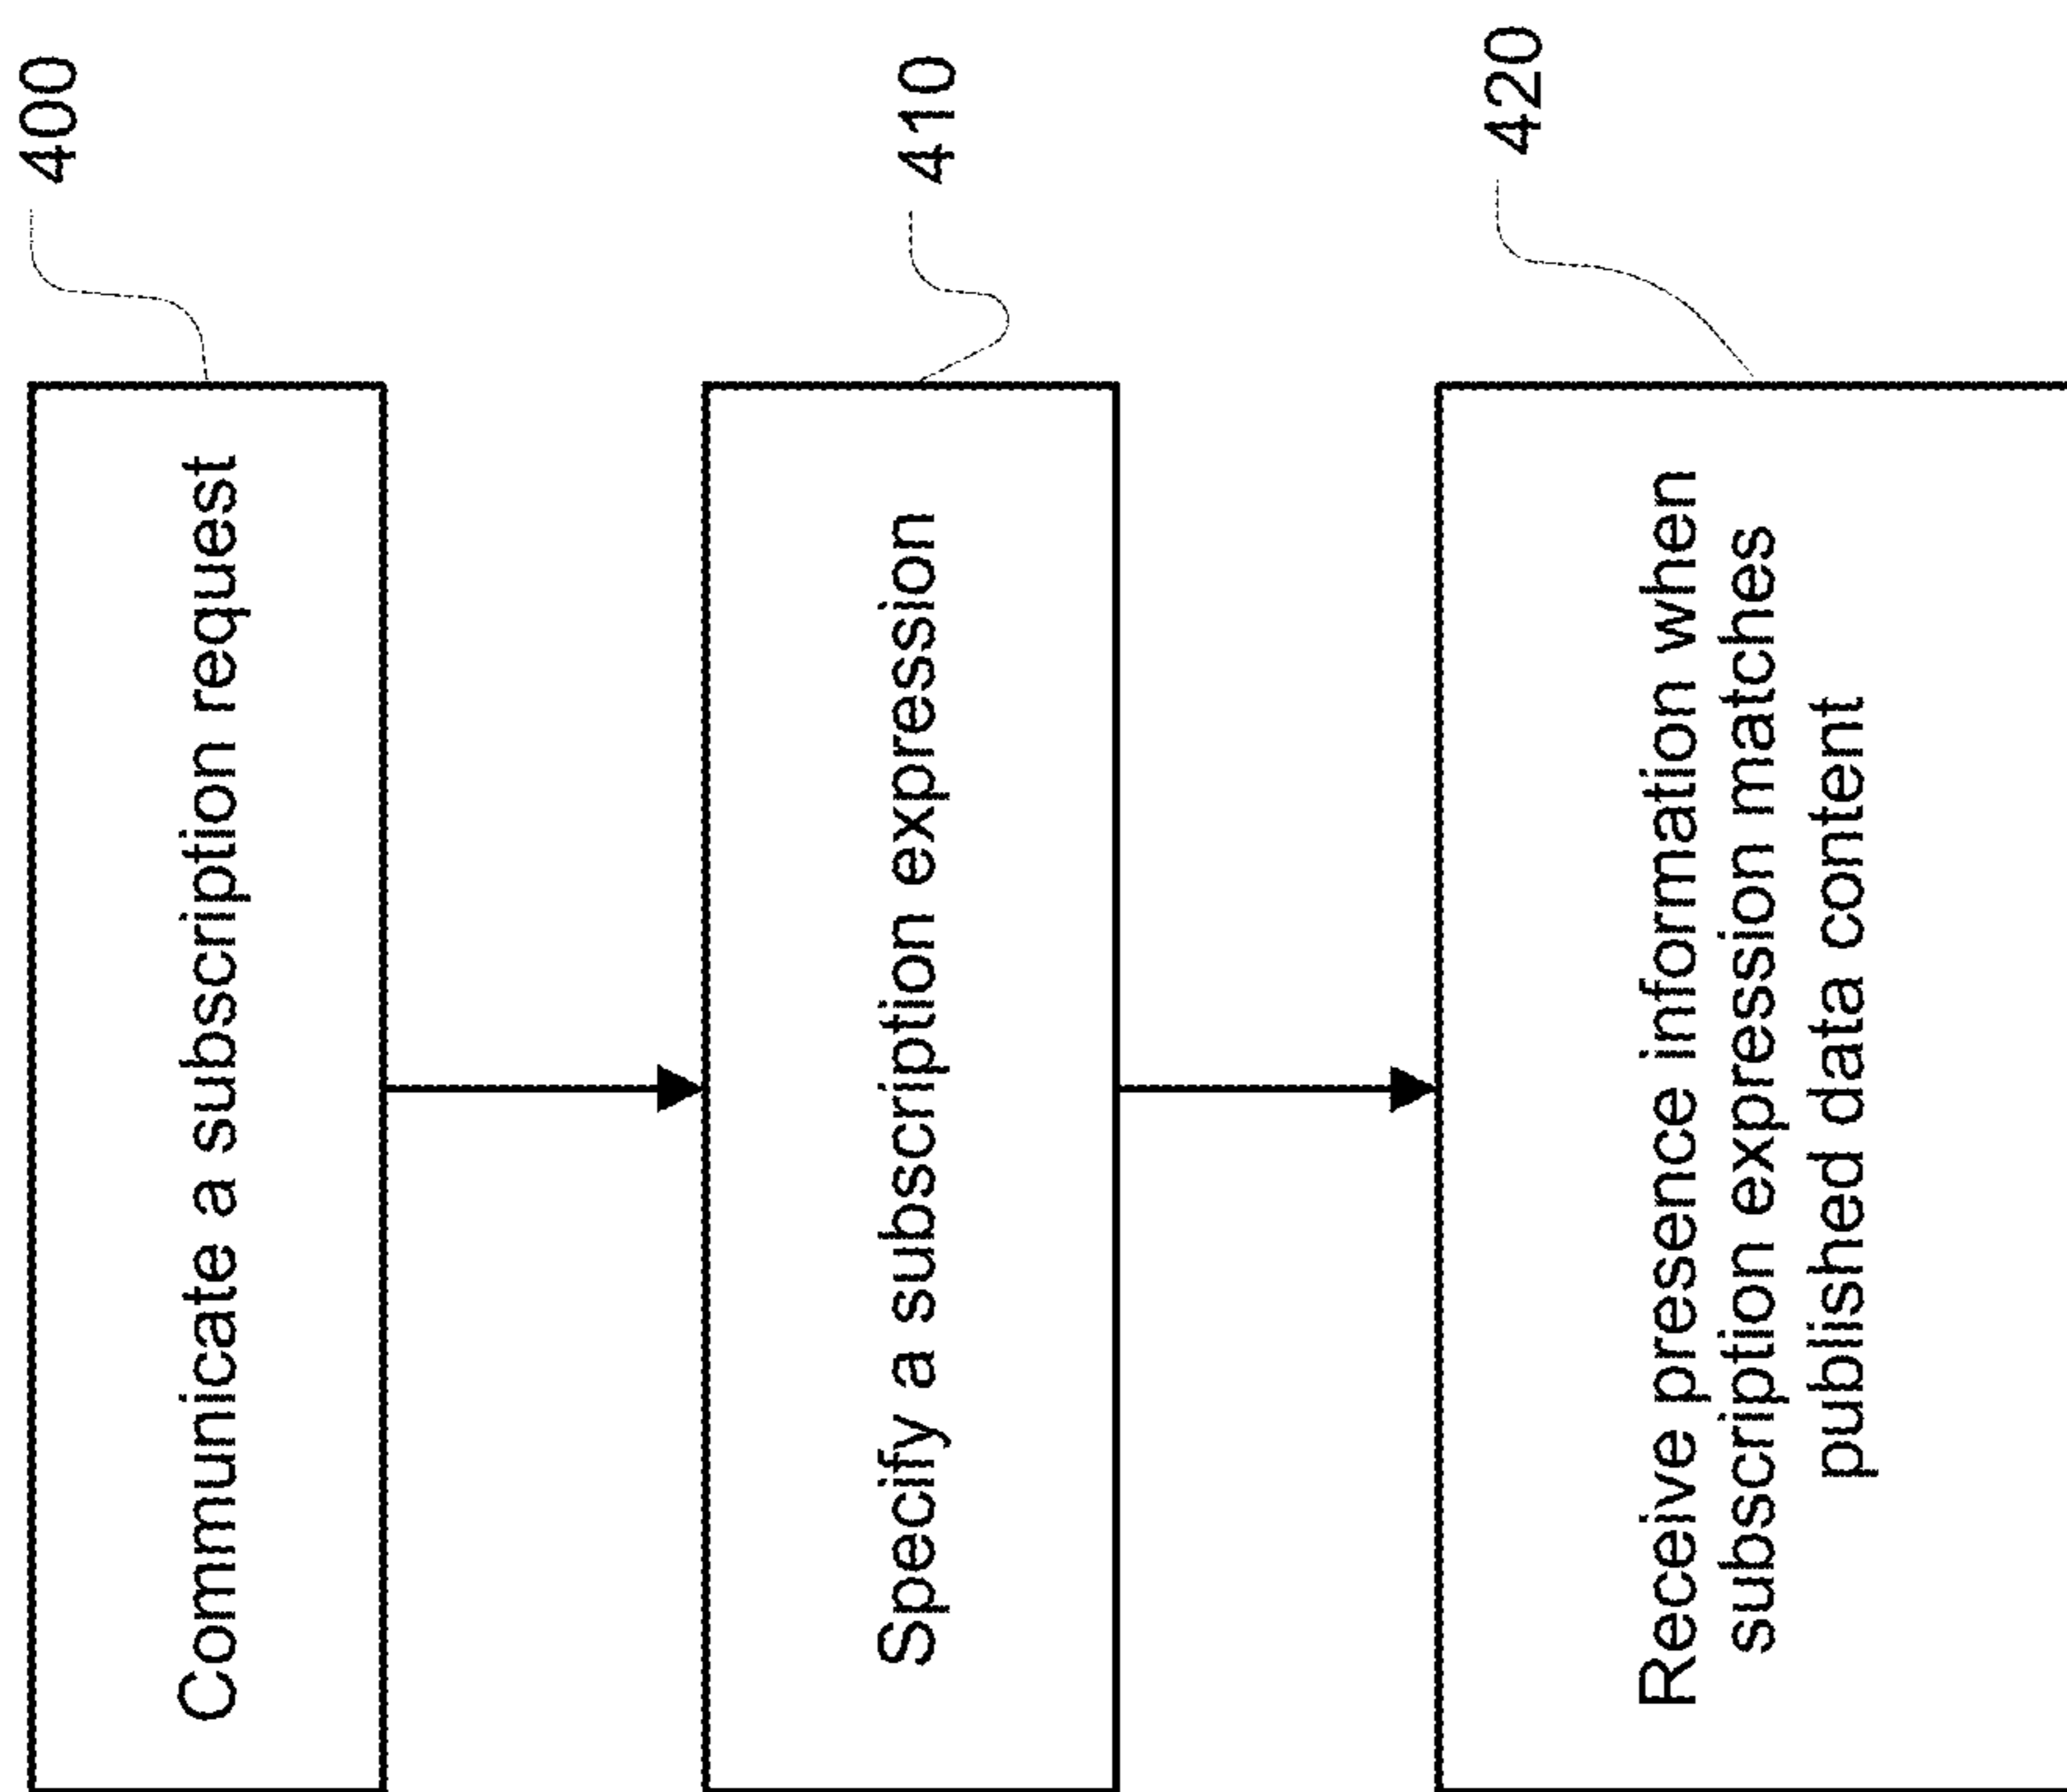 400
Communicate a subscription request
410
Specify a subscription expression
420
Receive presence information when
subscription expression matches
published data content